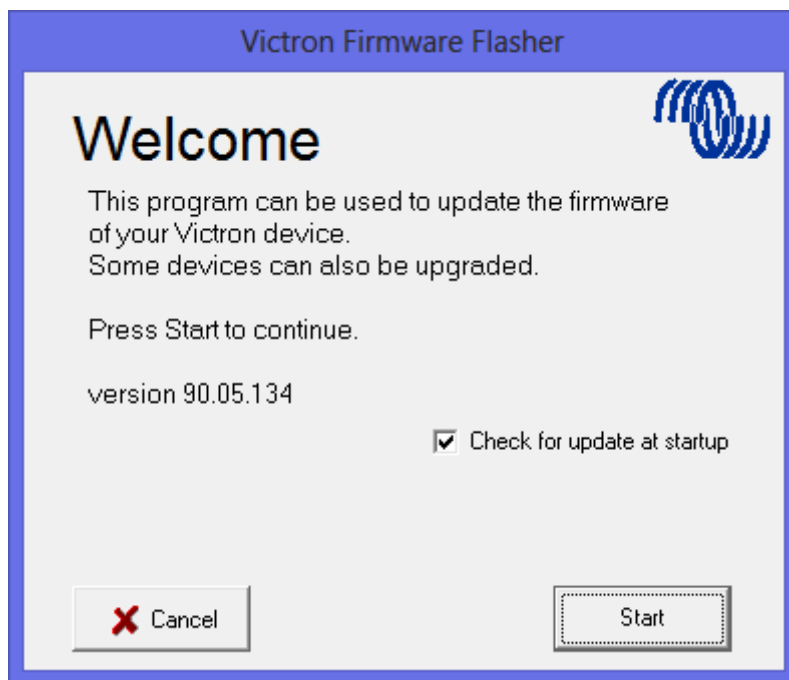 Victron Firmware Flasher
Welcome
This program can be used to update the firmware
of your Victron device.
Some devices can also be upgraded.
Press Start to continue.
version 90.05.134
Check for update at startup
Cancel
Start